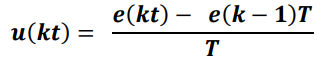 u(kt) = e(kt) − e(k − 1)T
T